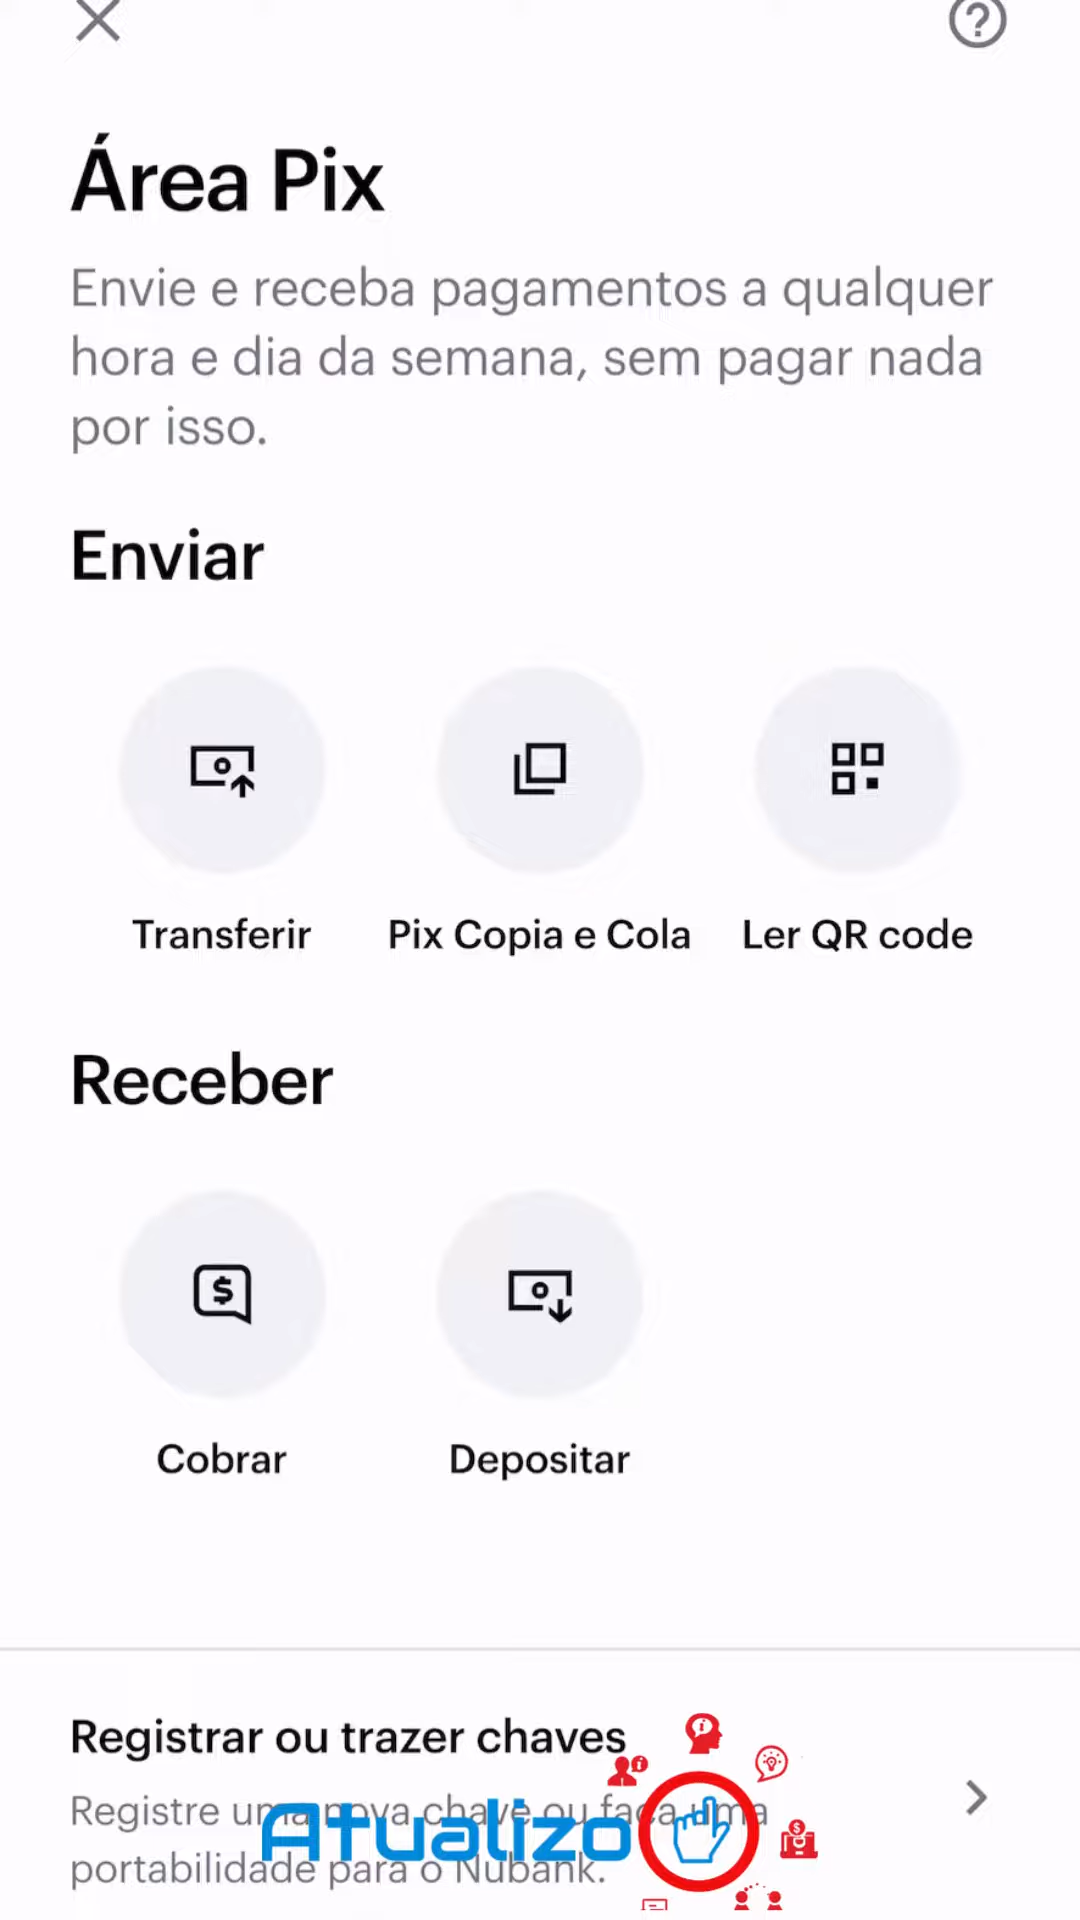 Área Pix
Envie e receba pagamentos a qualquer
hora e dia da semana, sem pagar nada
por isso.
Enviar
Transferir
Pix Copia e Cola
Ler QR code
Receber
Cobrar
Depositar
Registrar ou trazer chaves
Registre uma nova chave ou faça uma
portabilidade para o Nubank.
Atualizo